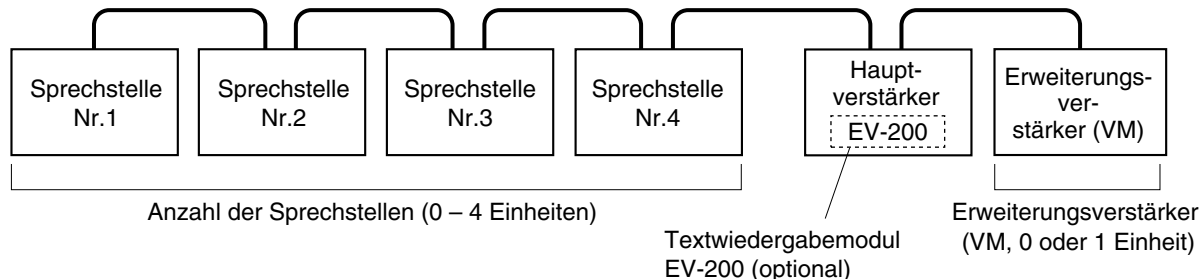 Sprechstelle
Nr.1
Sprechstelle
Nr.2
Sprechstelle
Nr.3
Sprechstelle
Nr.4
Haupt-
verstärker
EV-200
Erweiterungs-
ver-
stärker (VM)
Anzahl der Sprechstellen (0 – 4 Einheiten)
Textwiedergabemodul
EV-200 (optional)
Erweiterungsverstärker
(VM, 0 oder 1 Einheit)